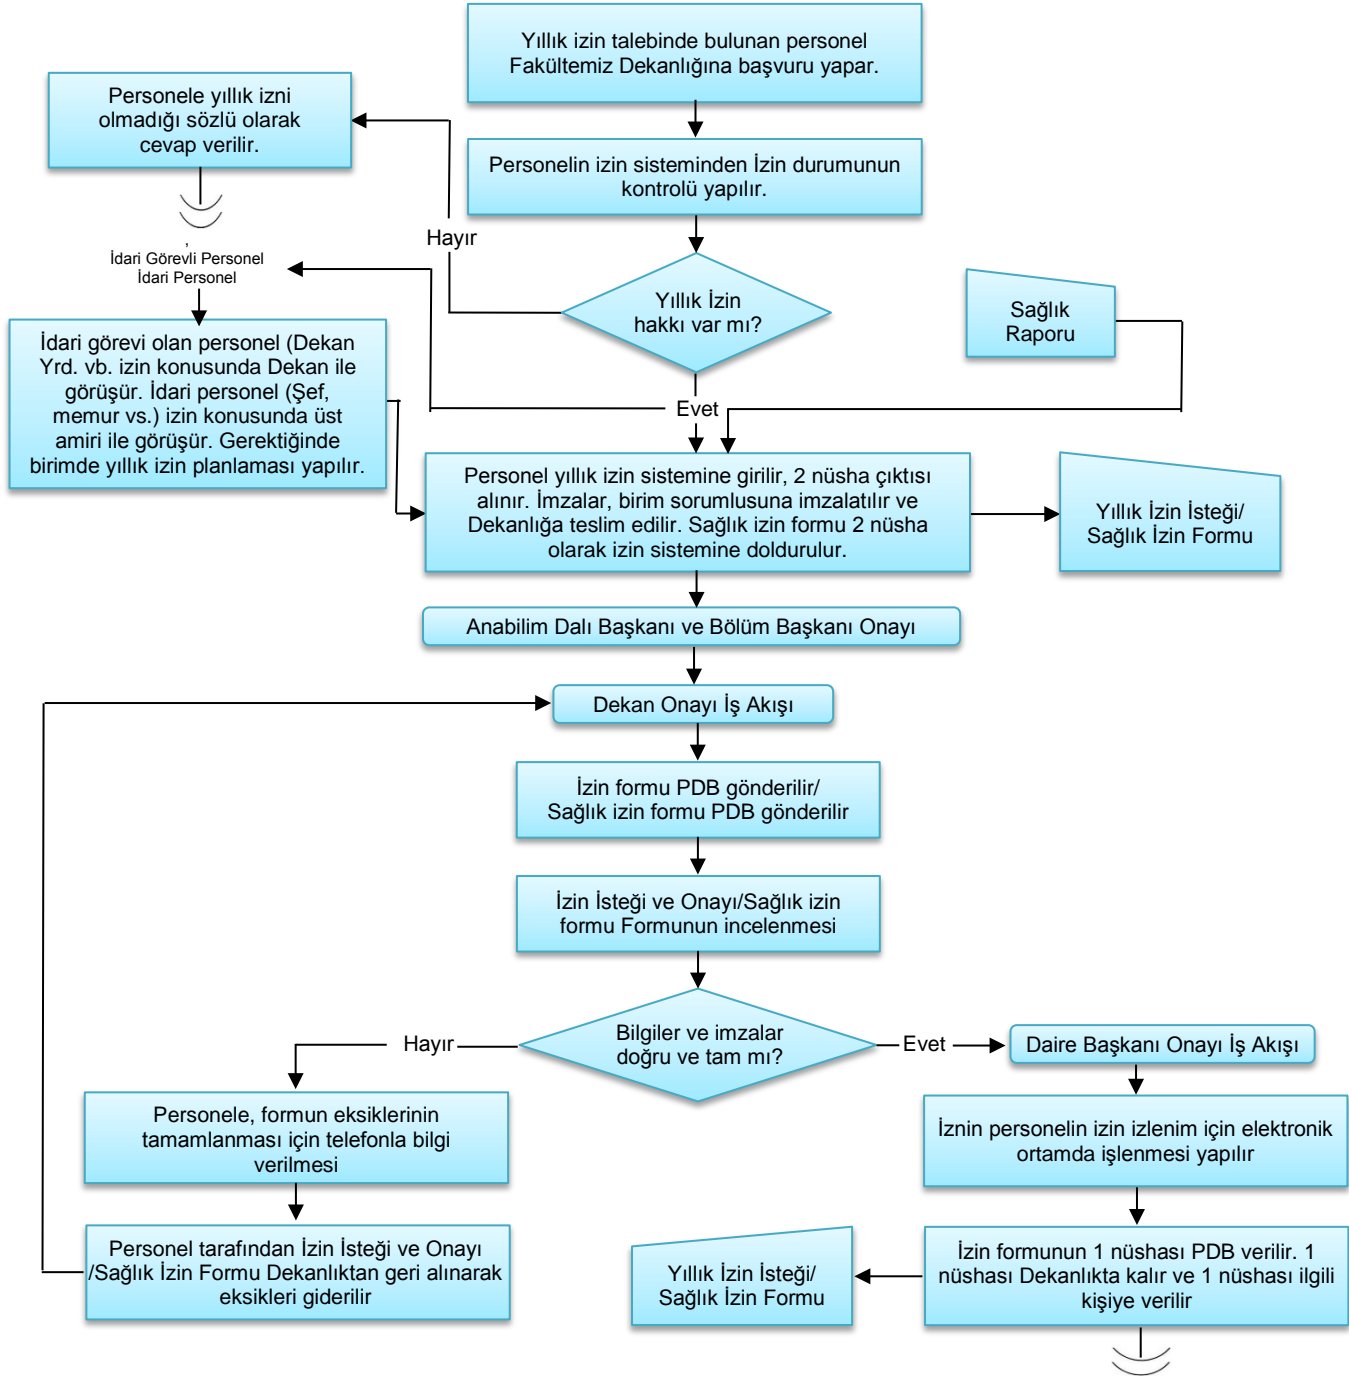 Yıllık izin talebinde bulunan personel
Fakültemiz Dekanlığına başvuru yapar.
Personele yıllık izni
olmadığı sözlü olarak
cevap verilir.
Personelin izin sisteminden İzin durumunun
kontrolü yapılır.
Hayır
,
İdari Görevli Personel
İdari Personel
Yıllık İzin
hakkı var mı?
Sağlık
Raporu
İdari görevi olan personel (Dekan
Yrd. vb. izin konusunda Dekan ile
görüşür. İdari personel (Şef,
memur vs.) izin konusunda üst
amiri ile görüşür. Gerektiğinde
birimde yıllık izin planlaması yapılır.
Evet
Personel yıllık izin sistemine girilir, 2 nüsha çıktısı
alınır. İmzalar, birim sorumlusuna imzalatılır ve
Dekanlığa teslim edilir. Sağlık izin formu 2 nüsha
olarak izin sistemine doldurulur.
Yıllık İzin İsteği/
Sağlık İzin Formu
Anabilim Dalı Başkanı ve Bölüm Başkanı Onayı
Dekan Onayı İş Akışı
İzin formu PDB gönderilir/
Sağlık izin formu PDB gönderilir
İzin İsteği ve Onayı/Sağlık izin
formu Formunun incelenmesi
Bilgiler ve imzalar
doğru ve tam mı?
Hayır
Evet
Daire Başkanı Onayı İş Akışı
Personele, formun eksiklerinin
tamamlanması için telefonla bilgi
verilmesi
İznin personelin izin izlenim için elektronik
ortamda işlenmesi yapılır
Personel tarafından İzin İsteği ve Onayı
/Sağlık İzin Formu Dekanlıktan geri alınarak
eksikleri giderilir
Yıllık İzin İsteği/
Sağlık İzin Formu
İzin formunun 1 nüshası PDB verilir. 1
nüshası Dekanlıkta kalır ve 1 nüshası ilgili
kişiye verilir